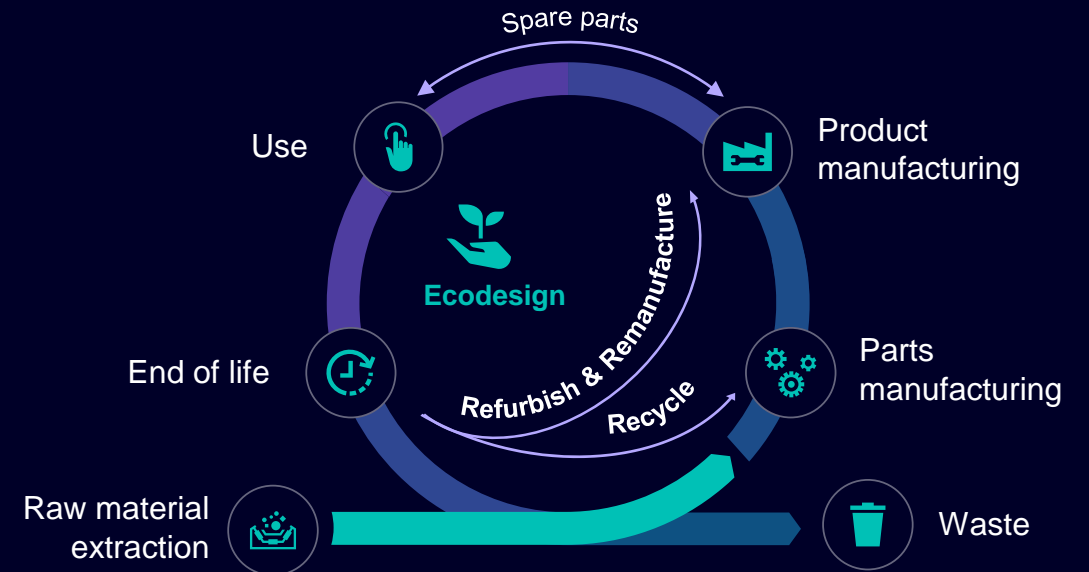 Spare parts
Use
Product
manufacturing
Ecodesign
Refurbish & Remanufacture
End of life
Parts
manufacturing
Recycle
Raw material
extraction
Waste